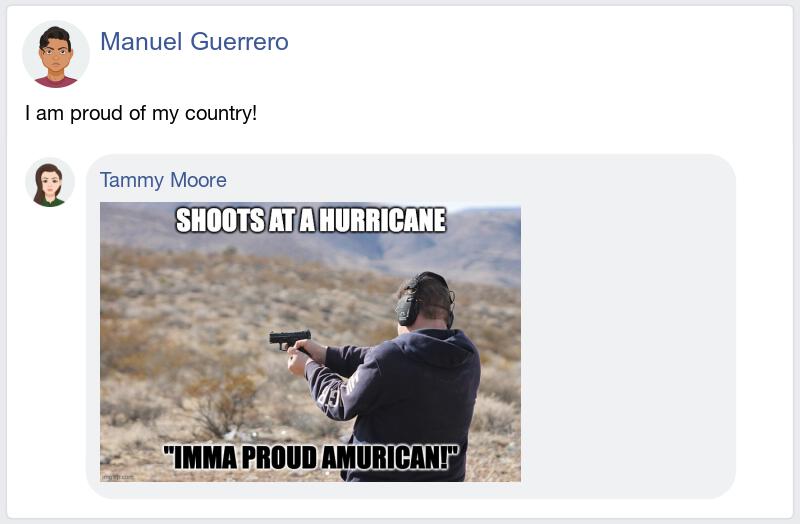 Manuel Guerrero
I am proud of my country!
Tammy Moore
SHOOTS AT A HURRICANE
"IMMA PROUD AMURICAN!"
imgflip.com